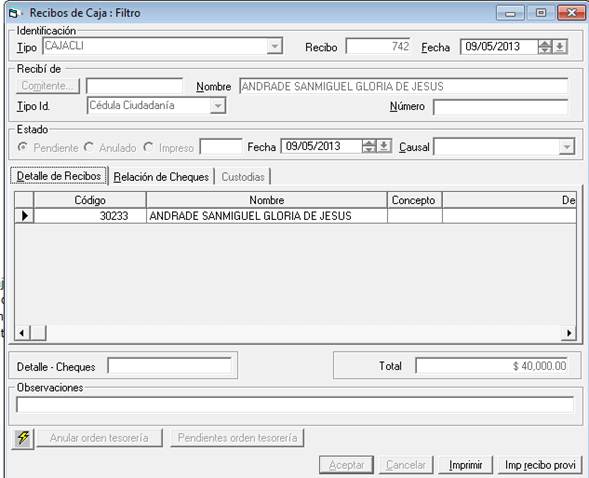 Recibos de Caja : Filtro
Identificación
Tipo CAJACLI Recibo 742 Fecha 09/05/2013
Recibí de
Comitente... Nombre ANDRADE SANMIGUEL GLORIA DE JESUS
Tipo Id. Cédula Ciudadanía Número
Estado
Pendiente Anulado Impreso Fecha 09/05/2013 Causal
Detalle de Recibos Relación de Cheques Custodias
Código Nombre Concepto De
30233 ANDRADE SANMIGUEL GLORIA DE JESUS
Detalle - Cheques Total $ 40,000.00
Observaciones
Anular orden tesorería Pendientes orden tesorería
Aceptar Cancelar Imprimir Imp recibo provi